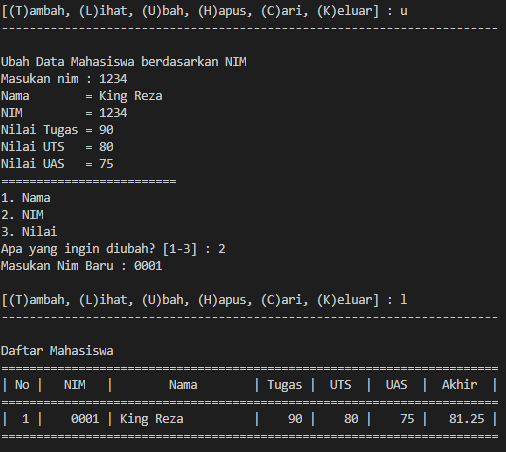 [(T)ambah, (L)ihat, (U)bah, (H)apus, (C)ari, (K)eluar] : u
-----------------------------------------------------------------------
Ubah Data Mahasiswa berdasarkan NIM
Masukan nim : 1234
Nama        = King Reza
NIM         = 1234
Nilai Tugas = 90
Nilai UTS   = 80
Nilai UAS   = 75
=========================
1. Nama
2. NIM
3. Nilai
Apa yang ingin diubah? [1-3] : 2
Masukan Nim Baru : 0001
[(T)ambah, (L)ihat, (U)bah, (H)apus, (C)ari, (K)eluar] : l
-----------------------------------------------------------------------
Daftar Mahasiswa
=======================================================================
| No |   NIM   |        Nama        | Tugas |  UTS  |  UAS  |  Akhir  |
=======================================================================
|  1 |    0001 | King Reza          |    90 |    80 |    75 |   81.25 |
=======================================================================